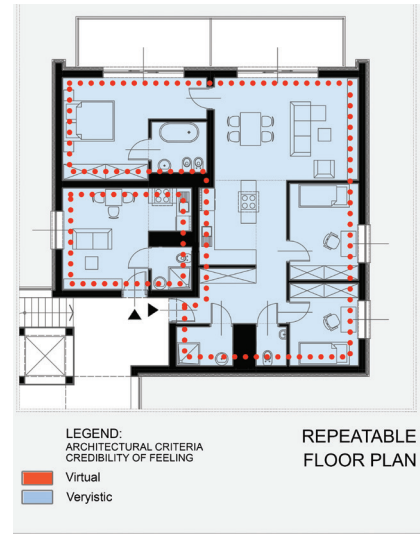 LEGEND:
ARCHITECTURAL CRITERIA
CREDIBILITY OF FEELING
Virtual
Veryistic
REPEATABLE
FLOOR PLAN